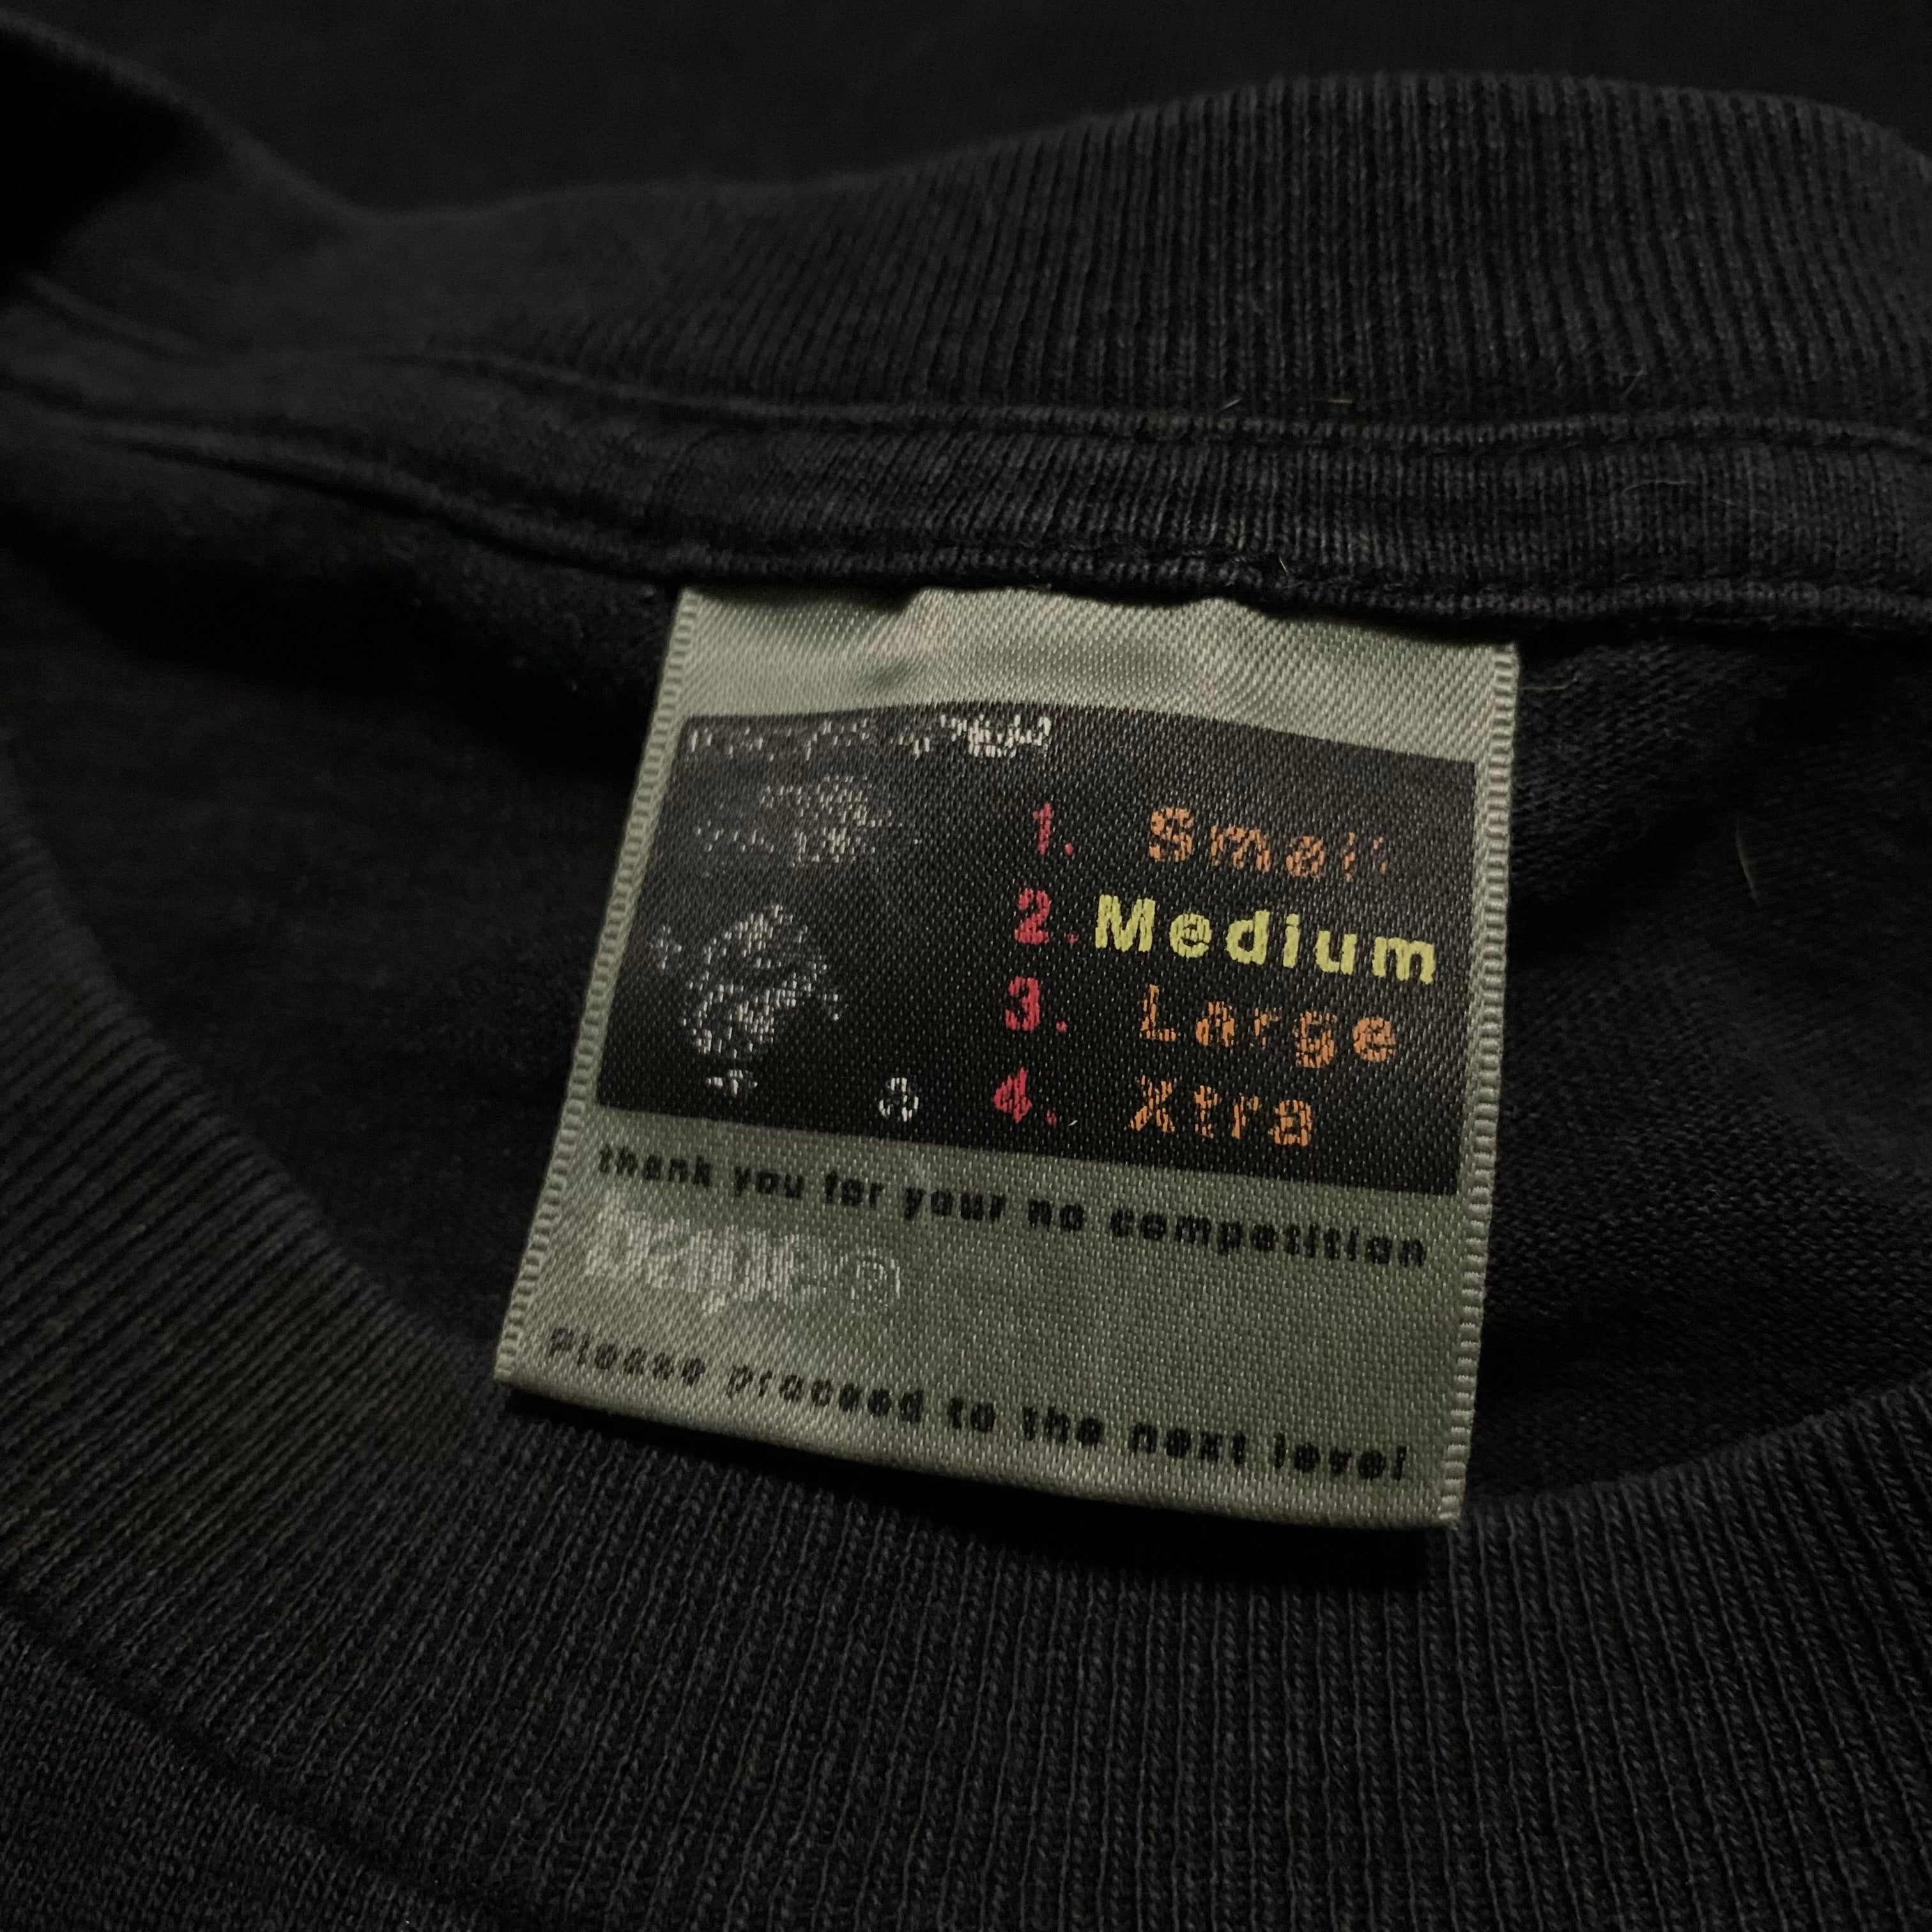 1. Small
2. Medium
3. Large
4. Xtra
thank you for your no competition
®
Please proceed to the next level